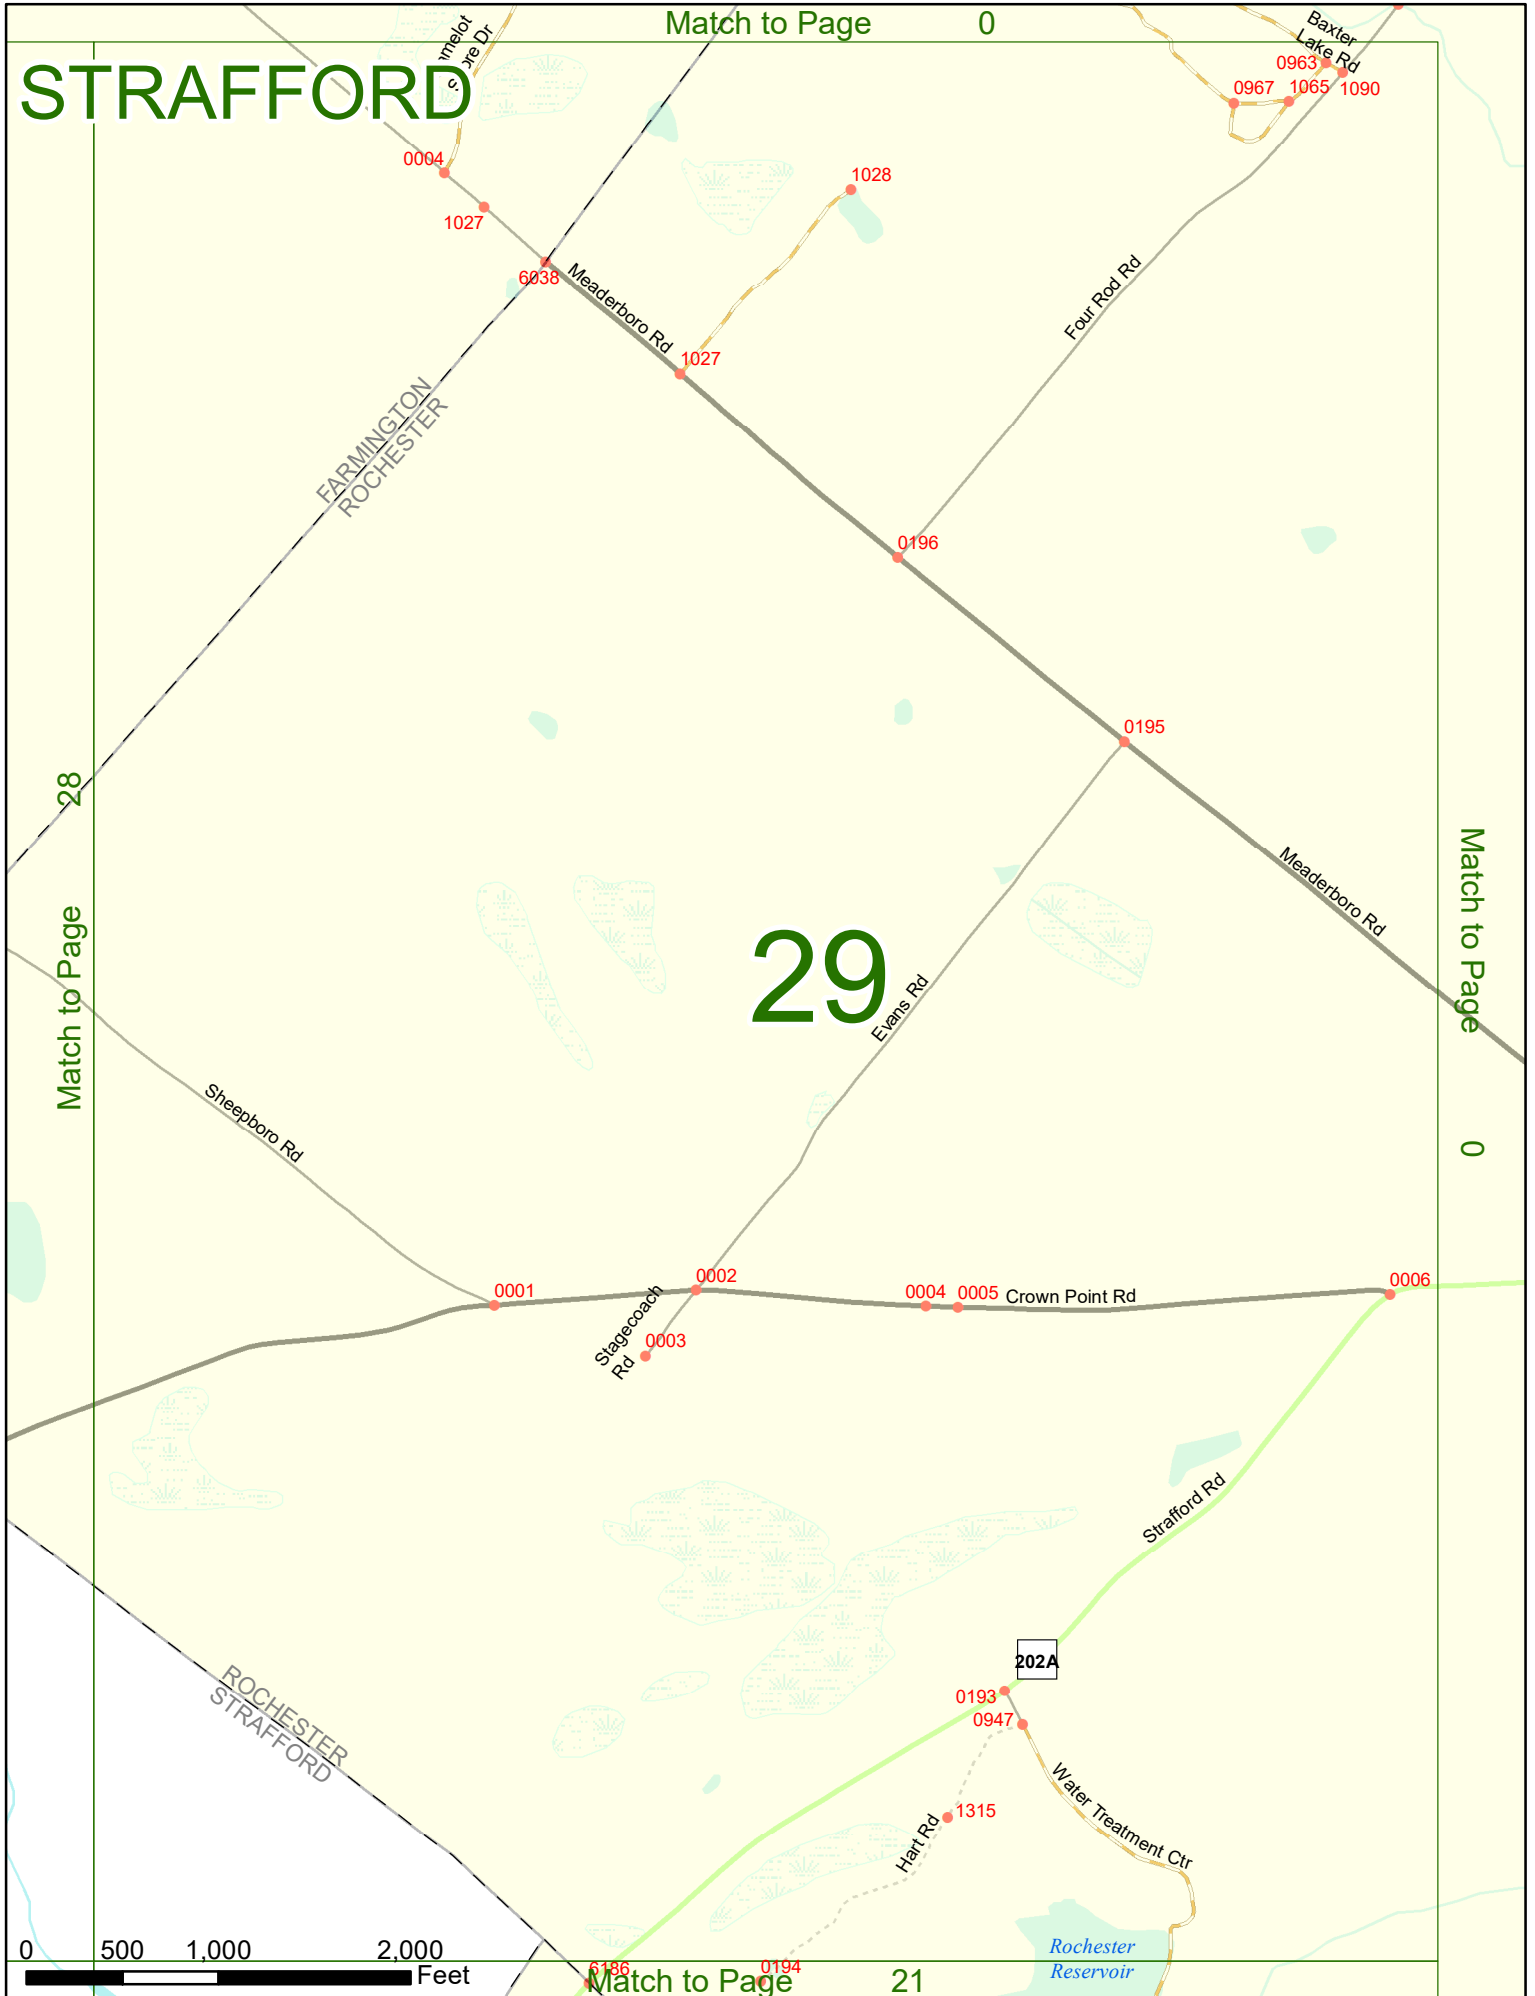 Match to Page 0
STRAFFORD
Shore Dr
Baxter
Lake Rd
0963
1090
0967
1065
0004
1027
1028
6038
Meaderboro Rd
1027
Four Rod Rd
FARMINGTON
ROCHESTER
0196
0195
Match to Page 28
Meaderboro Rd
Match to Page 0
29
Evans Rd
Sheepboro Rd
0001
0002
0004
0005
Crown Point Rd
0006
Stagecoach
Rd
0003
Strafford Rd
202A
0193
0947
ROCHESTER
STRAFFORD
Water Treatment Ctr
1315
Hart Rd
Rochester
Reservoir
0 500 1,000 2,000
Feet
6186
0194
Match to Page 21